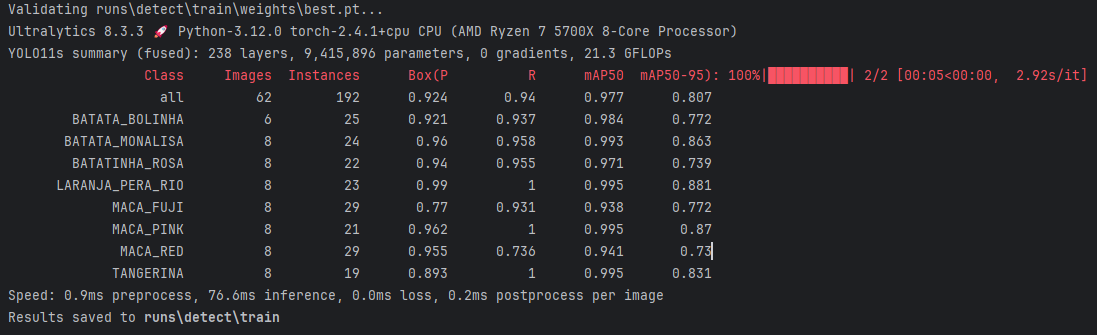 Validating runs\detect\train\weights\best.pt...
Ultralytics 8.3.3 🚀 Python-3.12.0 torch-2.4.1+cpu CPU (AMD Ryzen 7 5700X 8-Core Processor)
YOLO11s summary (fused): 238 layers, 9,415,896 parameters, 0 gradients, 21.3 GFLOPs
Class Images Instances Box(P R mAP50 mAP50-95): 100%|██████████| 2/2 [00:05<00:00, 2.92s/it]
all 62 192 0.924 0.94 0.977 0.807
BATATA_BOLINHA 6 25 0.921 0.937 0.984 0.772
BATATA_MONALISA 8 24 0.96 0.958 0.993 0.863
BATATINHA_ROSA 8 22 0.94 0.955 0.971 0.739
LARANJA_PERA_RIO 8 23 0.99 1 0.995 0.881
MACA_FUJI 8 29 0.77 0.931 0.938 0.772
MACA_PINK 8 21 0.962 1 0.995 0.87
MACA_RED 8 29 0.955 0.736 0.941 0.73
TANGERINA 8 19 0.893 1 0.995 0.831
Speed: 0.9ms preprocess, 76.6ms inference, 0.0ms loss, 0.2ms postprocess per image
Results saved to runs\detect\train